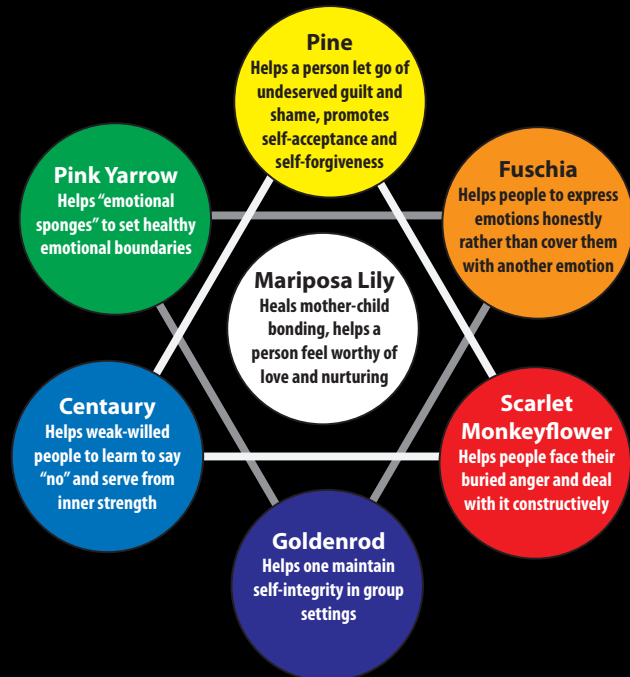 Pine
Helps a person let go of
undeserved guilt and
shame, promotes
self-acceptance and
self-forgiveness
Pink Yarrow
Helps “emotional
sponges” to set healthy
emotional boundaries
Fuschia
Helps people to express
emotions honestly
rather than cover them
with another emotion
Mariposa Lily
Heals mother-child
bonding, helps a
person feel worthy of
love and nurturing
Centaury
Helps weak-willed
people to learn to say
“no” and serve from
inner strength
Scarlet
Monkeyflower
Helps people face their
buried anger and deal
with it constructively
Goldenrod
Helps one maintain
self-integrity in group
settings